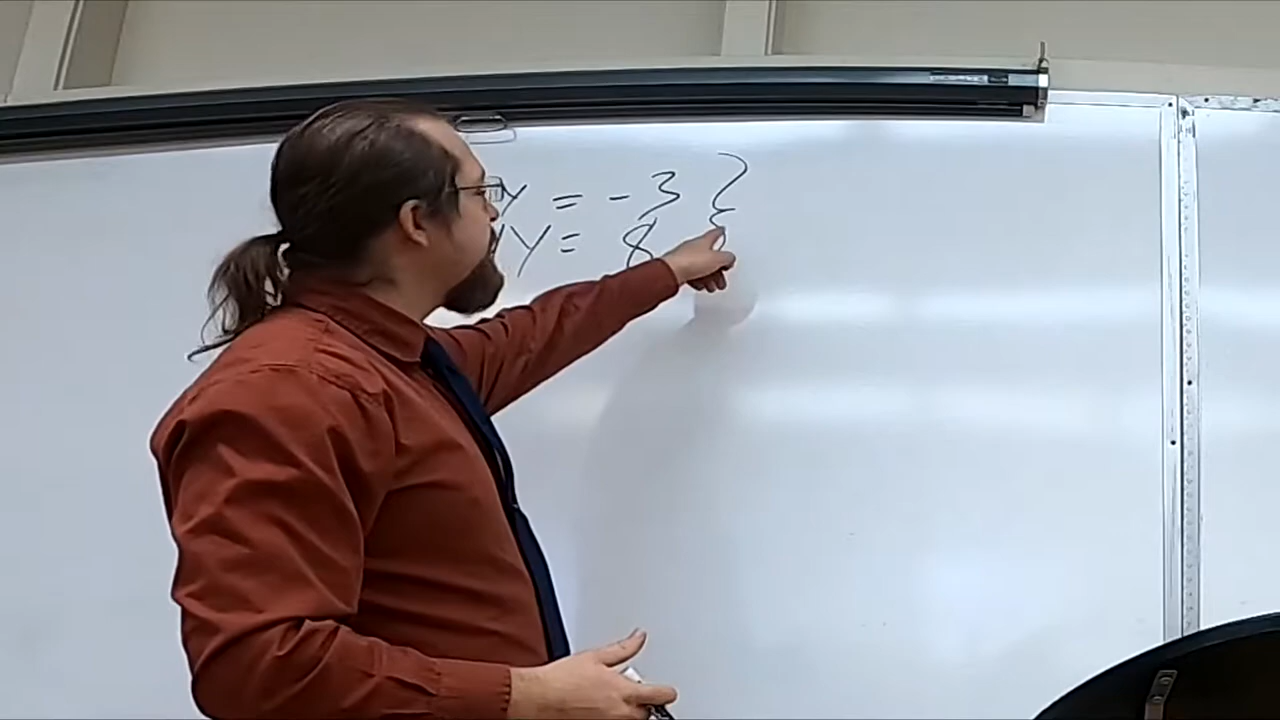 y = - 3 }
y = 8